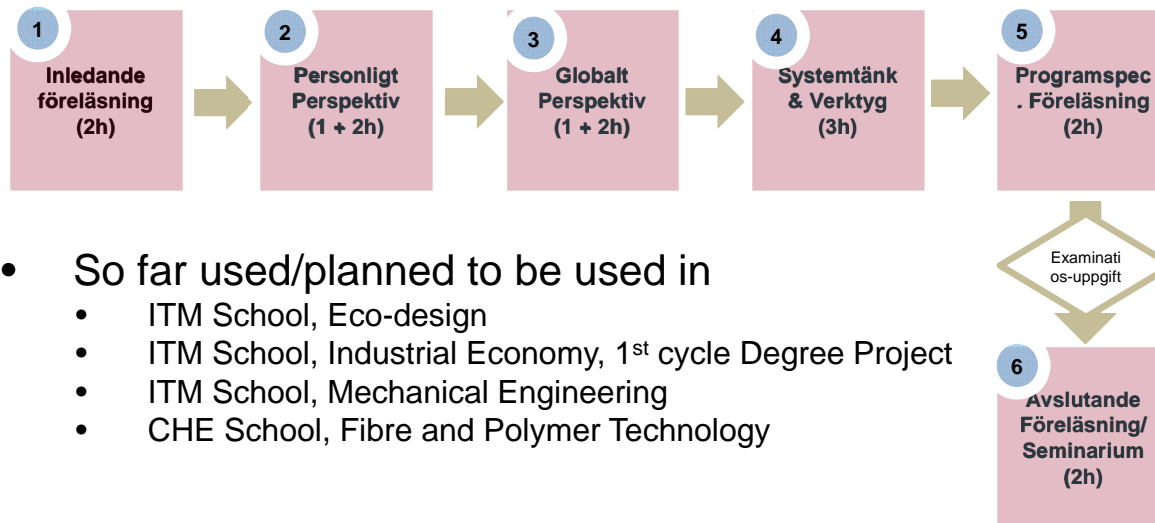 1
Inledande
föreläsning
(2h)
2
Personligt
Perspektiv
(1 + 2h)
3
Globalt
Perspektiv
(1 + 2h)
4
Systemtänk
& Verktyg
(3h)
5
Programspec
. Föreläsning
(2h)
Examinati
os-uppgift
• So far used/planned to be used in
• ITM School, Eco-design
• ITM School, Industrial Economy, 1st cycle Degree Project
• ITM School, Mechanical Engineering
• CHE School, Fibre and Polymer Technology
6
Avslutande
Föreläsning/
Seminarium
(2h)